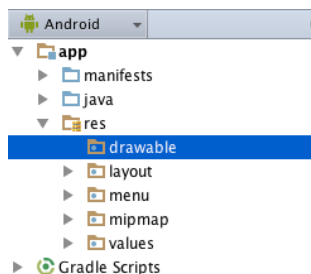 Android
app
manifests
java
res
drawable
layout
menu
mipmap
values
Gradle Scripts